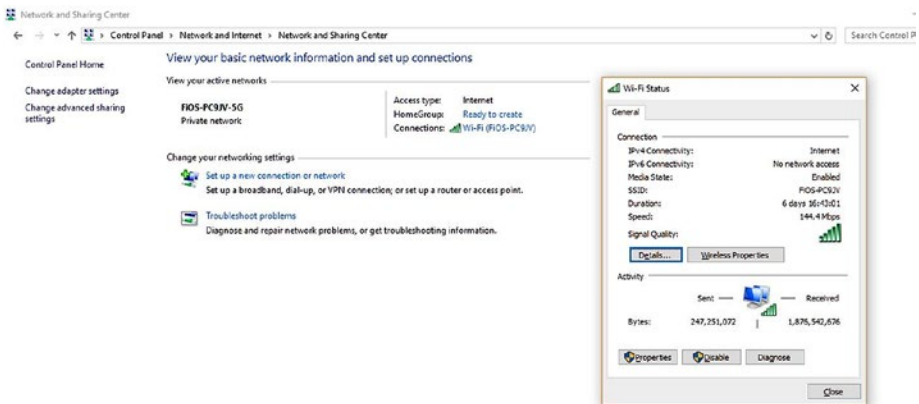 Network and Sharing Center
Control Panel > Network and Internet > Network and Sharing Center
Search Control P
Control Panel Home
Change adapter settings
Change advanced sharing
settings
View your basic network information and set up connections
View your active networks
FiOS-PC9JV-5G
Private network
Access type: Internet
HomeGroup: Ready to create
Connections: Wi-Fi (FiOS-PC9JV)
Change your networking settings
Set up a new connection or network
Set up a broadband, dial-up, or VPN connection; or set up a router or access point.
Troubleshoot problems
Diagnose and repair network problems, or get troubleshooting information.
Wi-Fi Status
General
Connection
IPv4 Connectivity: Internet
IPv6 Connectivity: No network access
Media State: Enabled
SSID: FiOS-PC9JV
Duration: 6 days 16:43:01
Speed: 144.4 Mbps
Signal Quality:
Details...
Wireless Properties
Activity
Sent — Received
Bytes: 247,251,072 | 1,876,542,676
Properties
Disable
Diagnose
Close